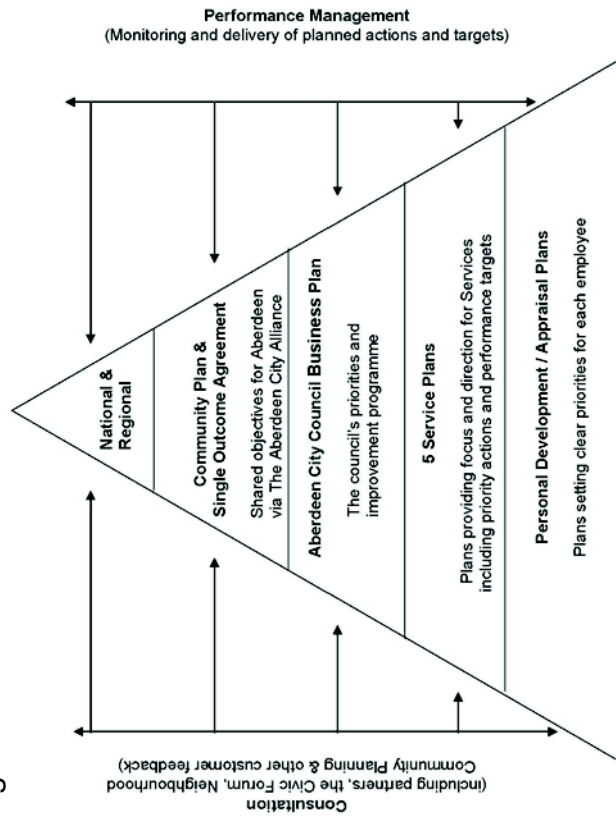 Performance Management
(Monitoring and delivery of planned actions and targets)
National &
Regional
Community Plan &
Single Outcome Agreement
Shared objectives for Aberdeen
via The Aberdeen City Alliance
Aberdeen City Council Business Plan
The council's priorities and
improvement programme
5 Service Plans
Plans providing focus and direction for Services
including priority actions and performance targets
Personal Development / Appraisal Plans
Plans setting clear priorities for each employee
Consultation
(including partners, the Civic Forum, Neighbourhood
Community Planning & other customer feedback)